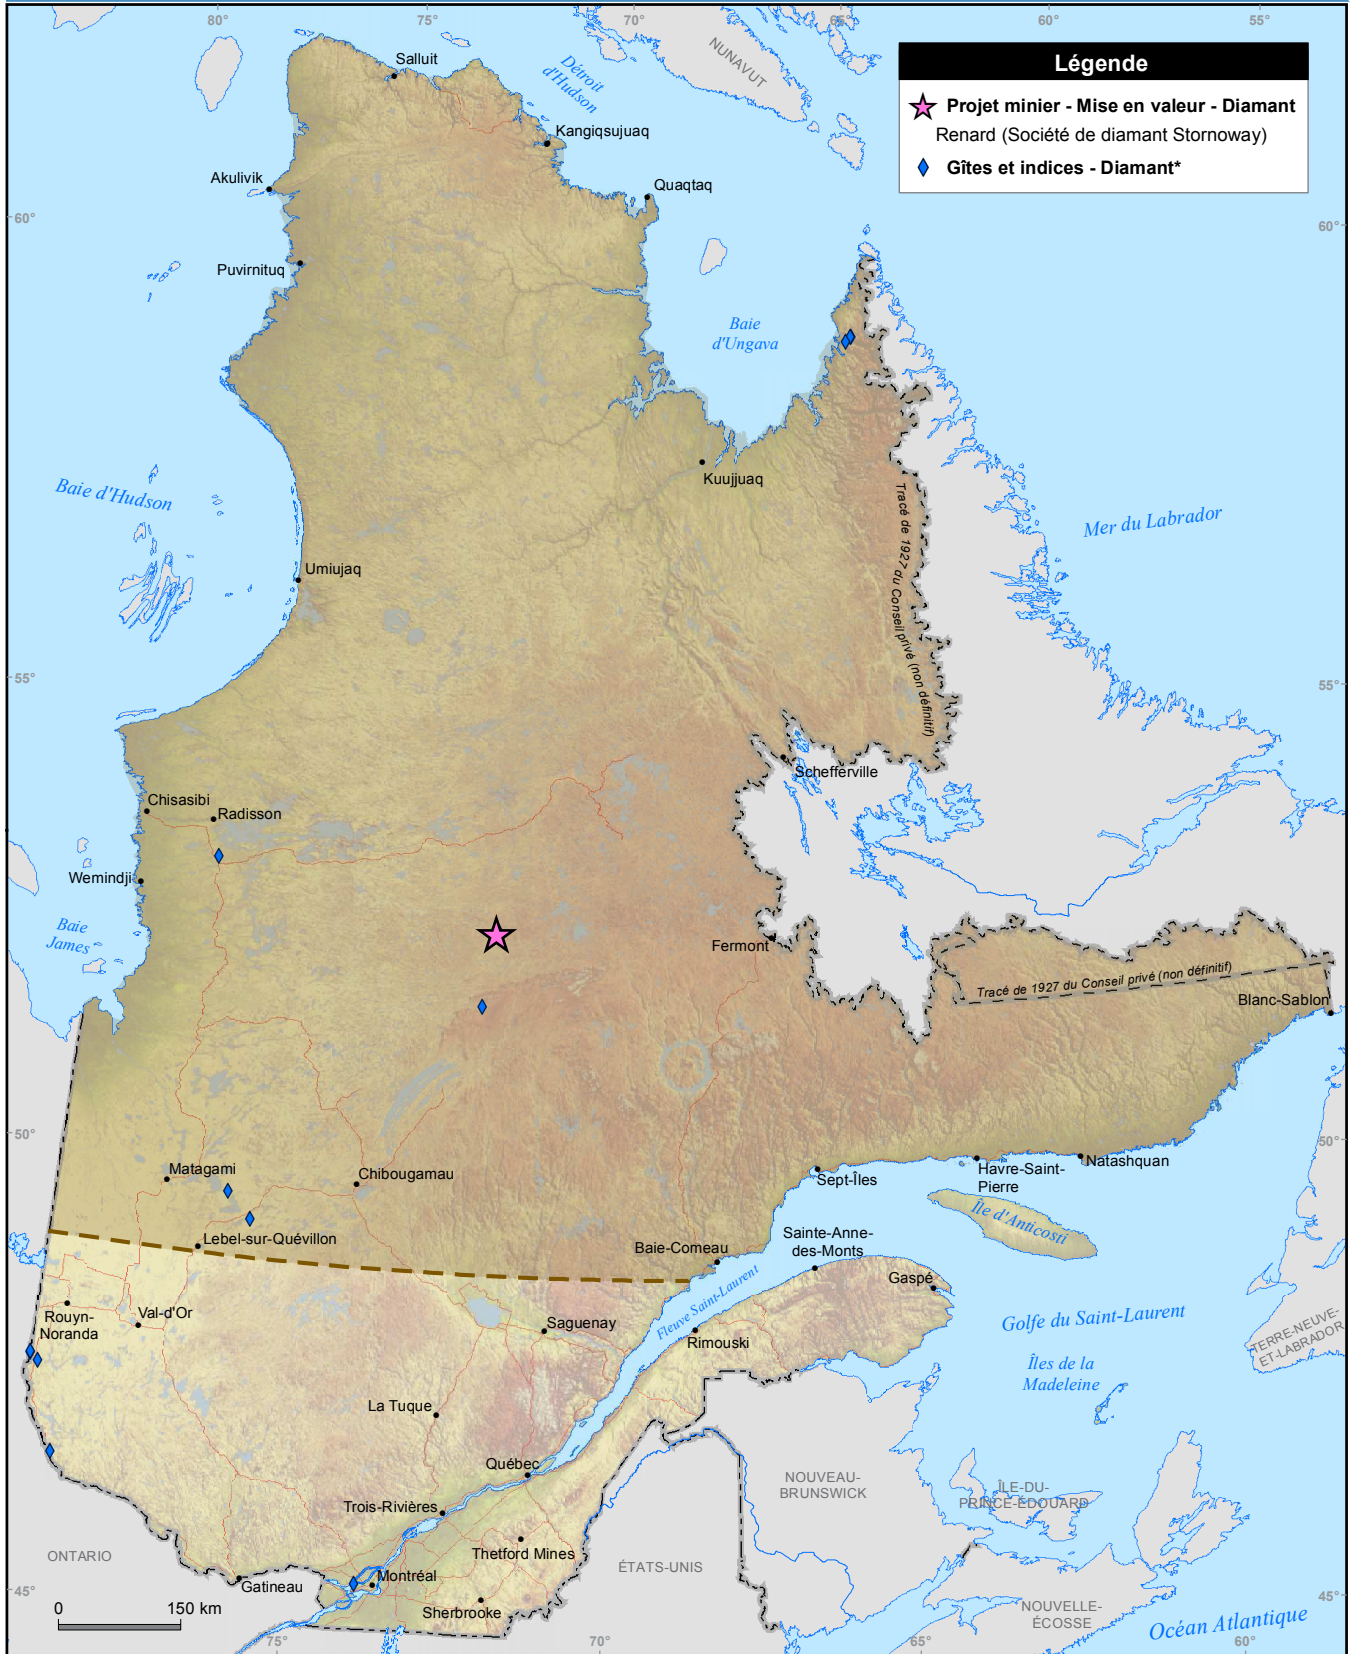 80°
75°
70°
65°
60°
55°
Légende
Projet minier - Mise en valeur - Diamant
Renard (Société de diamant Stornoway)
Gîtes et indices - Diamant*
NUNAVUT
Salluit
Détroit
d'Hudson
Kangiqsujuaq
Akulivik
Quaqtaq
60°
60°
Puvirnituq
Baie
d'Ungava
Kuujjuaq
Baie d'Hudson
Mer du Labrador
Tracé de 1927 du Conseil privé (non définitif)
Umiujaq
55°
55°
Schefferville
Chisasibi
Radisson
Wemindji
Baie
James
Fermont
Tracé de 1927 du Conseil privé (non définitif)
Blanc-Sablon
50°
50°
Matagami
Chibougamau
Sept-Îles
Havre-Saint-
Pierre
Natashquan
Île d'Anticosti
Lebel-sur-Quévillon
Baie-Comeau
Sainte-Anne-
des-Monts
Gaspé
Fleuve Saint-Laurent
Rouyn-
Noranda
Val-d'Or
Saguenay
Rimouski
Golfe du Saint-Laurent
TERRE-NEUVE-
ET-LABRADOR
Îles de la
Madeleine
La Tuque
Québec
NOUVEAU-
BRUNSWICK
ÎLE-DU-
PRINCE-ÉDOUARD
Trois-Rivières
Thetford Mines
ONTARIO
ÉTATS-UNIS
Gatineau
Montréal
Sherbrooke
NOUVELLE-
ÉCOSSE
Océan Atlantique
45°
45°
0
150 km
75°
70°
65°
60°